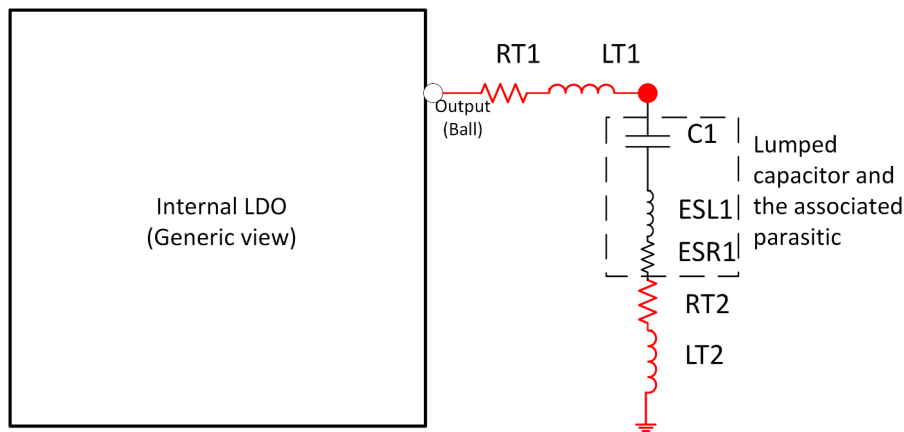 RT1
LT1
Output
(Ball)
C1
Lumped
capacitor and
the associated
parasitic
Internal LDO
(Generic view)
ESL1
ESR1
RT2
LT2